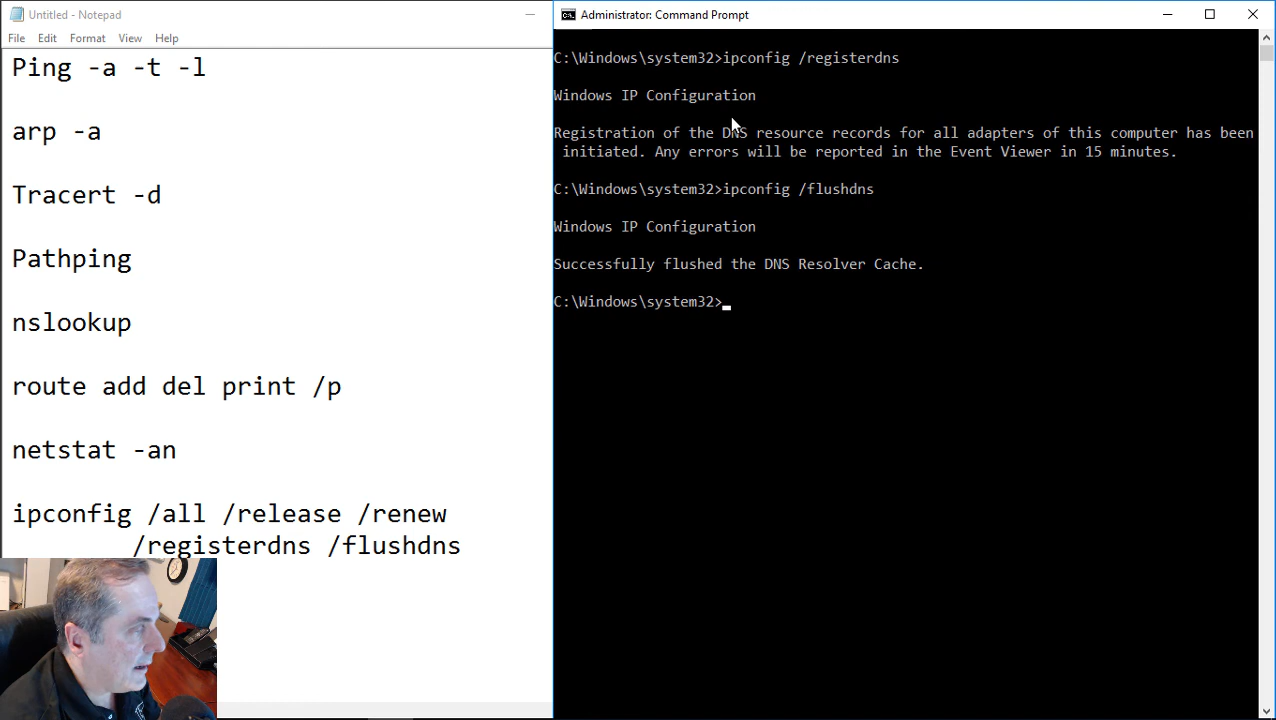 Untitled - Notepad
File Edit Format View Help
Ping -a -t -l
arp -a
Tracert -d
Pathping
nslookup
route add del print /p
netstat -an
ipconfig /all /release /renew
/registerdns /flushdns
Administrator: Command Prompt
C:\Windows\system32>ipconfig /registerdns
Windows IP Configuration
Registration of the DNS resource records for all adapters of this computer has been
initiated. Any errors will be reported in the Event Viewer in 15 minutes.
C:\Windows\system32>ipconfig /flushdns
Windows IP Configuration
Successfully flushed the DNS Resolver Cache.
C:\Windows\system32>